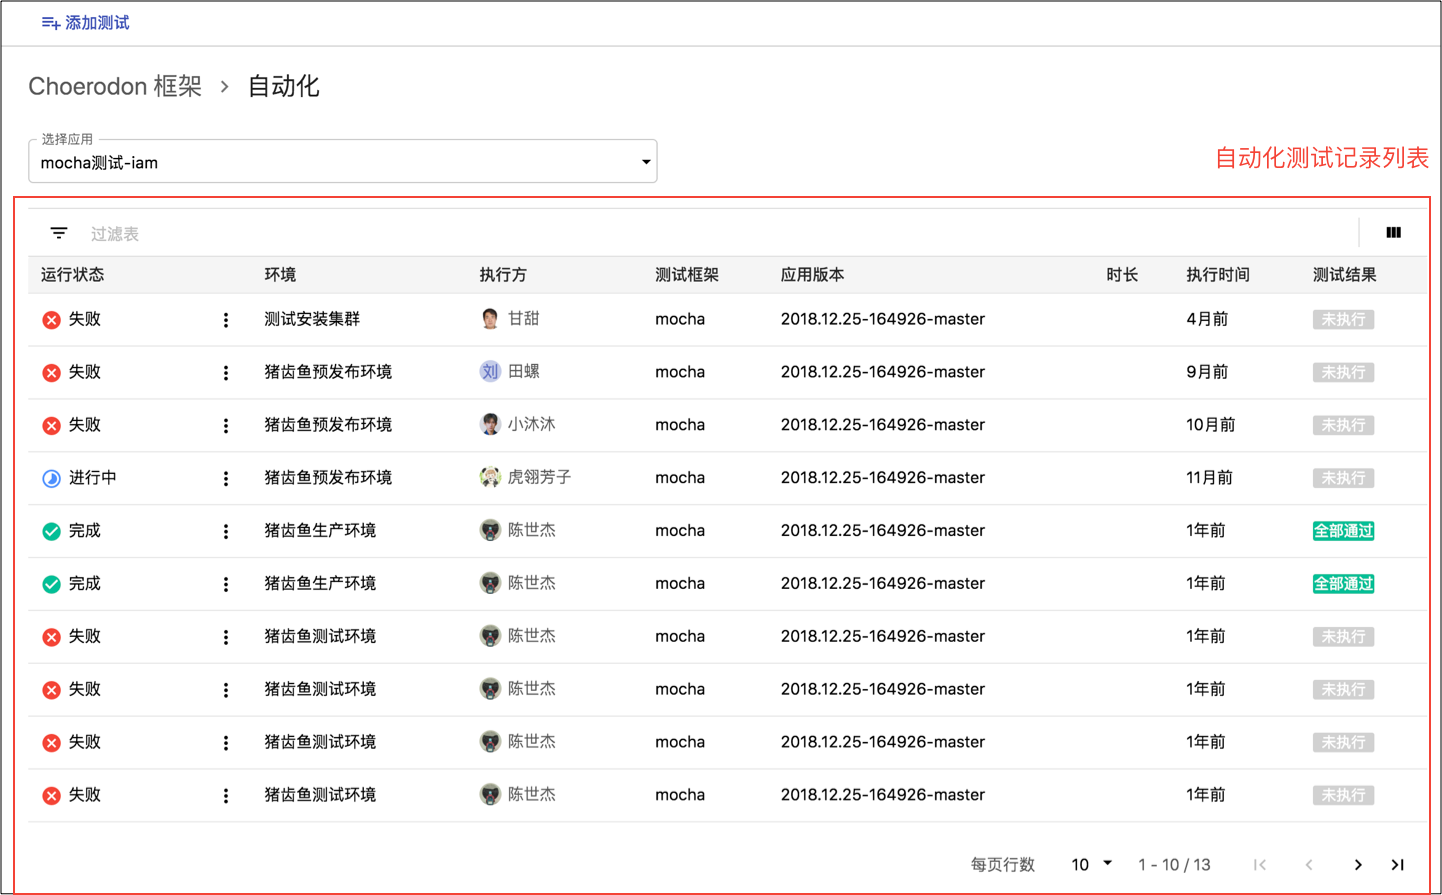 添加测试
Choerodon 框架 > 自动化
选择应用
mocha测试-iam
自动化测试记录列表
过滤表
运行状态 环境 执行方 测试框架 应用版本 时长 执行时间 测试结果
失败 测试安装集群 甘甜 mocha 2018.12.25-164926-master 4月前 未执行
失败 猪齿鱼预发布环境 刘 田螺 mocha 2018.12.25-164926-master 9月前 未执行
失败 猪齿鱼预发布环境 小沐沐 mocha 2018.12.25-164926-master 10月前 未执行
进行中 猪齿鱼预发布环境 虎翎芳子 mocha 2018.12.25-164926-master 11月前 未执行
完成 猪齿鱼生产环境 陈世杰 mocha 2018.12.25-164926-master 1年前 全部通过
完成 猪齿鱼生产环境 陈世杰 mocha 2018.12.25-164926-master 1年前 全部通过
失败 猪齿鱼测试环境 陈世杰 mocha 2018.12.25-164926-master 1年前 未执行
失败 猪齿鱼测试环境 陈世杰 mocha 2018.12.25-164926-master 1年前 未执行
失败 猪齿鱼测试环境 陈世杰 mocha 2018.12.25-164926-master 1年前 未执行
失败 猪齿鱼测试环境 陈世杰 mocha 2018.12.25-164926-master 1年前 未执行
每页行数 10 1 - 10 / 13